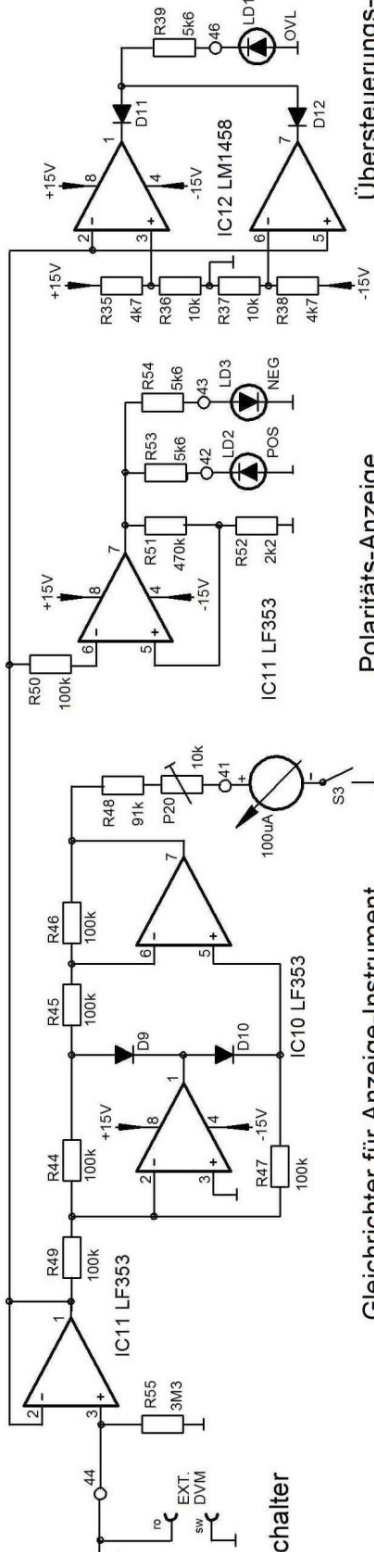 44
ro
EXT.
DVM
sw
chalter
R55
3M3
2
-
3
+
1
IC11 LF353
R49
100k
R44
100k
R45
100k
R46
100k
+15V
8
2
-
3
+
1
4
-15V
D9
D10
R47
100k
6
-
5
+
7
IC10 LF353
R48
91k
P20
10k
41
+
100uA
-
S3
Gleichrichter für Anzeige-Instrument
R50
100k
+15V
8
6
-
5
+
7
4
-15V
IC11 LF353
R51
470k
R52
2k2
R53
5k6
42
LD2
POS
R54
5k6
43
LD3
NEG
Polaritäts-Anzeige
+15V
R35
4k7
R36
10k
R37
10k
R38
4k7
-15V
+15V
8
2
-
3
+
1
4
-15V
IC12 LM1458
6
-
5
+
7
D11
D12
R39
5k6
46
LD1
OVL
Übersteuerungs-